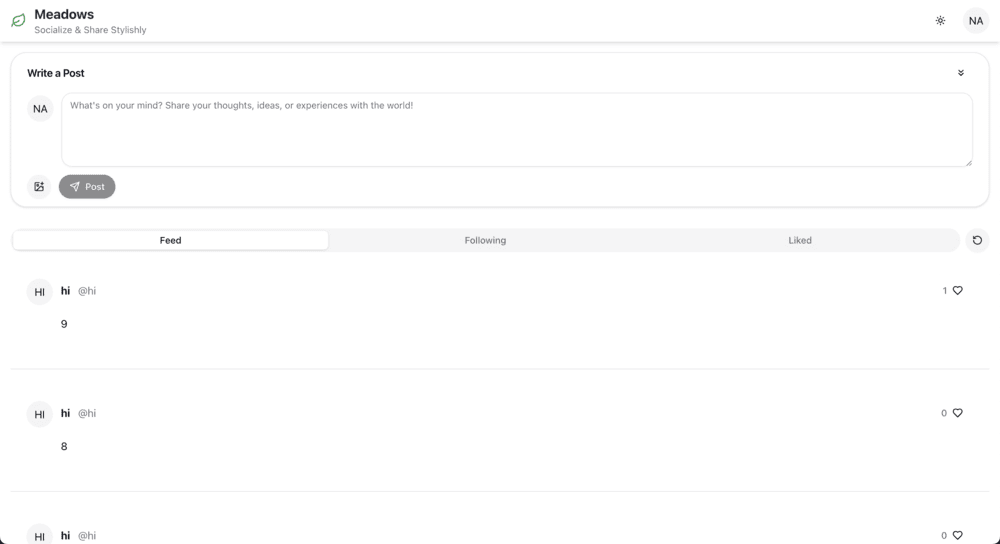 Meadows
Socialize & Share Stylishly
NA
Write a Post
NA
What's on your mind? Share your thoughts, ideas, or experiences with the world!
Post
Feed
Following
Liked
HI
hi @hi
1
9
HI
hi @hi
0
8
HI
hi @hi
0